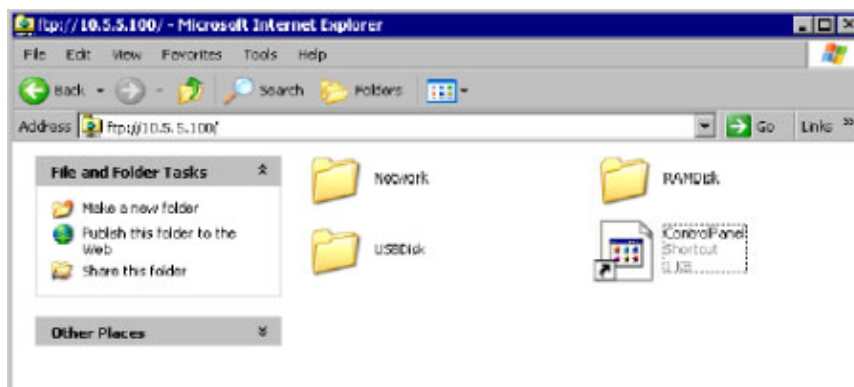 ftp://10.5.5.100/ - Microsoft Internet Explorer
File Edit View Favorites Tools Help
Back Search Folders
Address ftp://10.5.5.100/ Go Links »
File and Folder Tasks
Make a new folder
Publish this folder to the
Web
Share this folder
Other Places
Network
RAMDisk
USBDisk
ControlPanel
Shortcut
1 KB